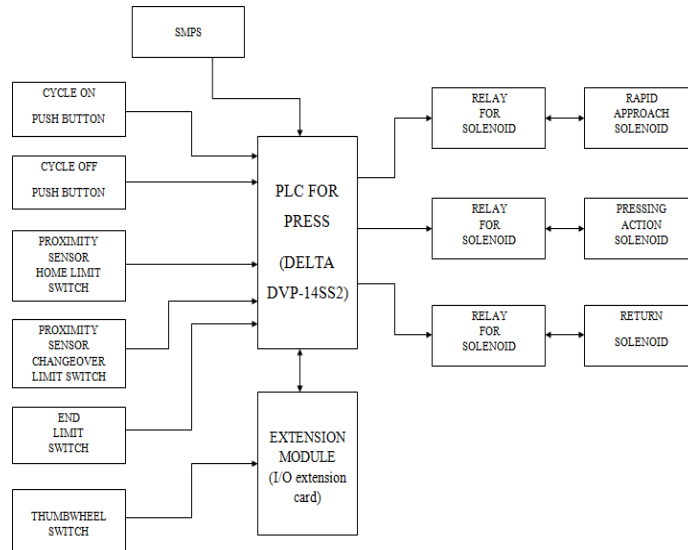 SMPS
CYCLE ON
PUSH BUTTON
CYCLE OFF
PUSH BUTTON
PROXIMITY
SENSOR
HOME LIMIT
SWITCH
PROXIMITY
SENSOR
CHANGEOVER
LIMIT SWITCH
END
LIMIT
SWITCH
THUMBWHEEL
SWITCH
PLC FOR
PRESS
(DELTA
DVP-14SS2)
EXTENSION
MODULE
(I/O extension
card)
RELAY
FOR
SOLENOID
RAPID
APPROACH
SOLENOID
RELAY
FOR
SOLENOID
PRESSING
ACTION
SOLENOID
RELAY
FOR
SOLENOID
RETURN
SOLENOID